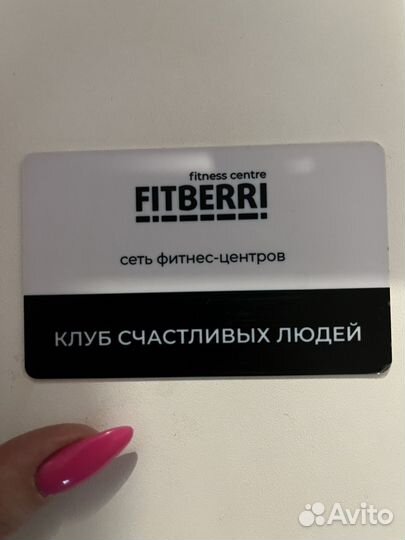 fitness centre
FITBERRI
сеть фитнес-центров
КЛУБ СЧАСТЛИВЫХ ЛЮДЕЙ
Avito